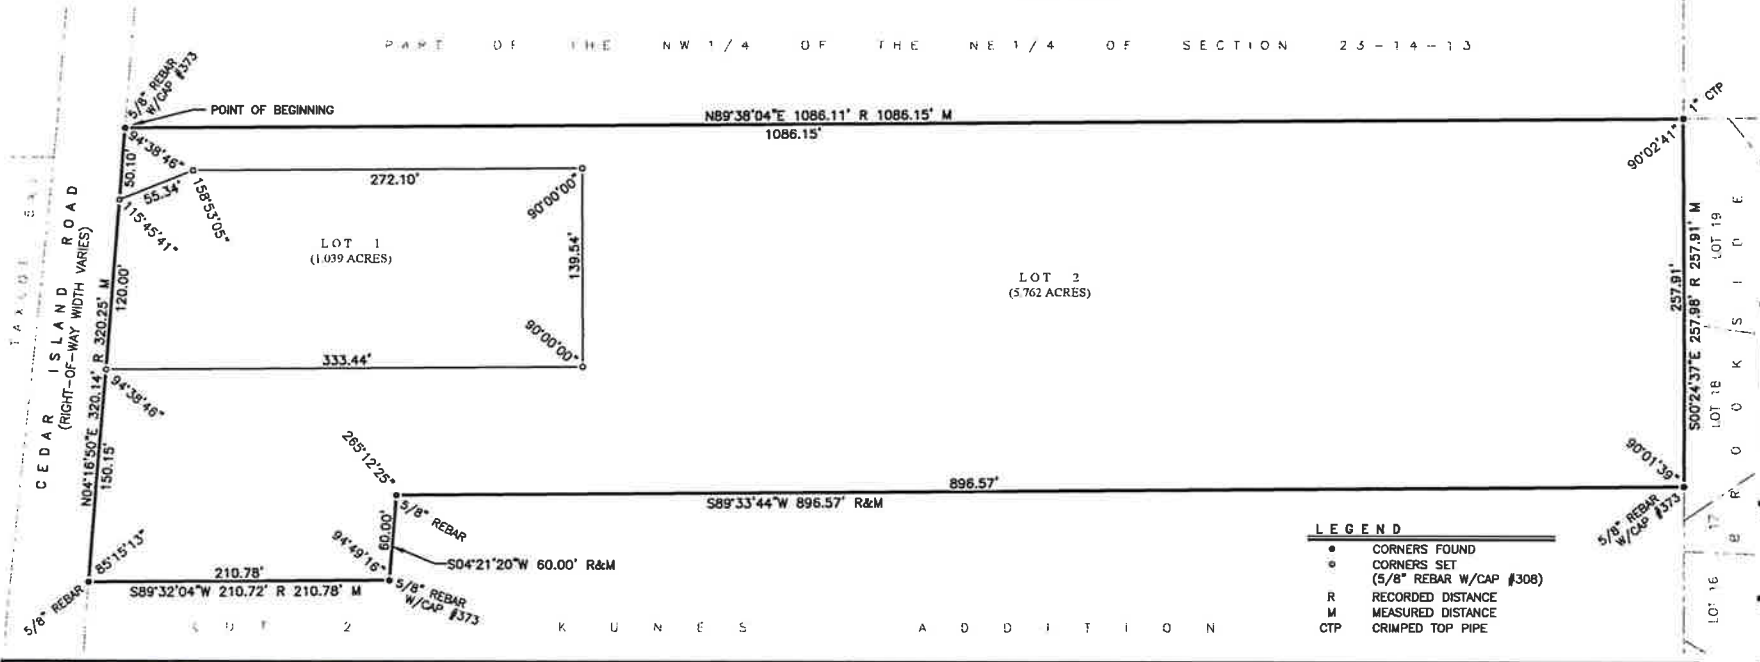 PART OF THE NW 1/4 OF THE NE 1/4 OF SECTION 23-14-13
5/8" REBAR
W/CAP #373
POINT OF BEGINNING
N89°38'04"E 1086.11' R 1086.15' M
1086.15'
1" CTP
94°38'46"
90°02'41"
50.10'
55.34'
272.10'
158°53'05"
115°45'41"
90°00'00"
LOT 1
(1.039 ACRES)
139.54'
120.00'
LOT 2
(5.762 ACRES)
257.91'
S00°24'37"E 257.98' R 257.91' M
LOT 19
LOT 18
BROOKSIDE
CEDAR ISLAND ROAD
(RIGHT-OF-WAY WIDTH VARIES)
N04°16'50"E 320.14' R 320.25' M
90°00'00"
333.44'
94°38'46"
150.15'
265°12'25"
896.57'
S89°33'44"W 896.57' R&M
90°01'39"
5/8" REBAR
W/CAP #373
5/8" REBAR
60.00'
S04°21'20"W 60.00' R&M
94°49'16"
85°15'13"
210.78'
S89°32'04"W 210.72' R 210.78' M
5/8" REBAR
5/8" REBAR
W/CAP #373
17
LOT 16
LEGEND
CORNERS FOUND
CORNERS SET
(5/8" REBAR W/CAP #308)
R RECORDED DISTANCE
M MEASURED DISTANCE
CTP CRIMPED TOP PIPE
2 KUNES ADDITION